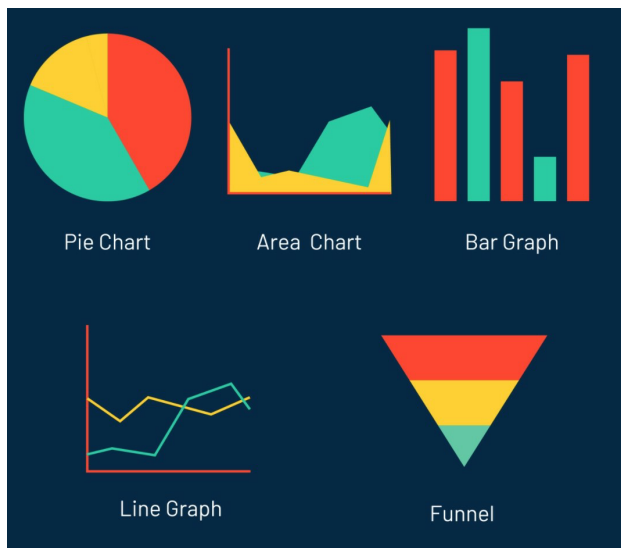 Pie Chart
Area Chart
Bar Graph
Line Graph
Funnel